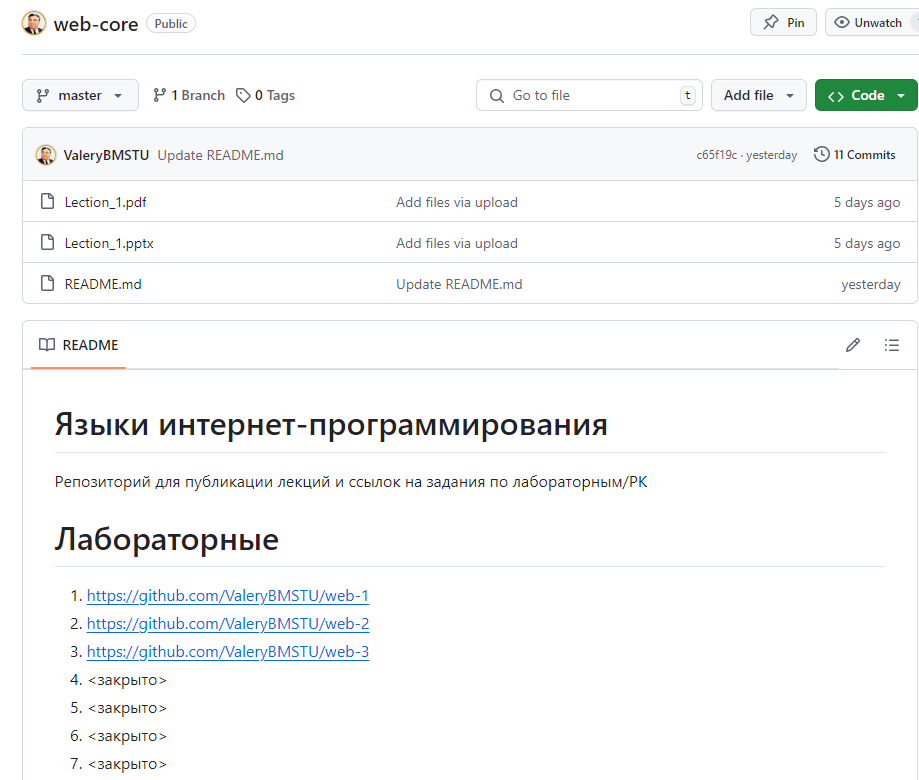 web-core Public Pin Unwatch
master 1 Branch 0 Tags Go to file t Add file Code
ValeryBMSTU Update README.md c65f19c · yesterday 11 Commits
Lection_1.pdf Add files via upload 5 days ago
Lection_1.pptx Add files via upload 5 days ago
README.md Update README.md yesterday
README
Языки интернет-программирования
Репозиторий для публикации лекций и ссылок на задания по лабораторным/РК
Лабораторные
1. https://github.com/ValeryBMSTU/web-1
2. https://github.com/ValeryBMSTU/web-2
3. https://github.com/ValeryBMSTU/web-3
4. <закрыто>
5. <закрыто>
6. <закрыто>
7. <закрыто>